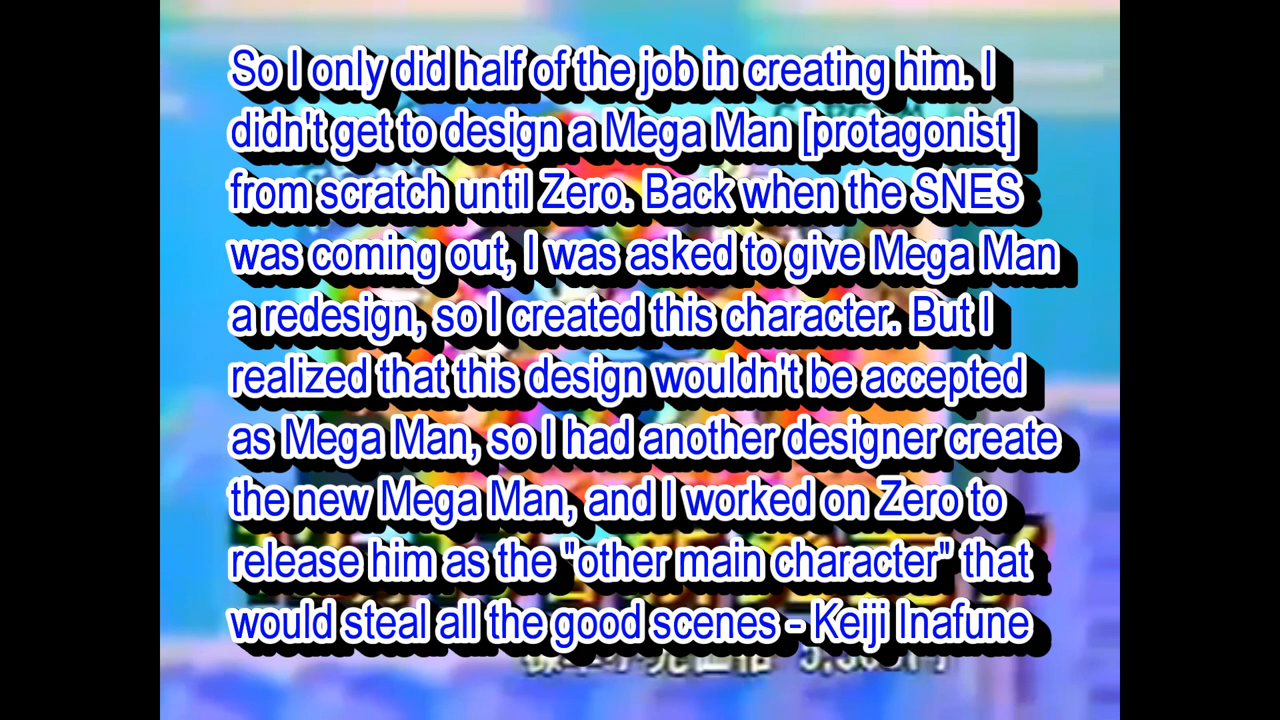 So I only did half of the job in creating him. I
didn't get to design a Mega Man [protagonist]
from scratch until Zero. Back when the SNES
was coming out, I was asked to give Mega Man
a redesign, so I created this character. But I
realized that this design wouldn't be accepted
as Mega Man, so I had another designer create
the new Mega Man, and I worked on Zero to
release him as the "other main character" that
would steal all the good scenes - Keiji Inafune